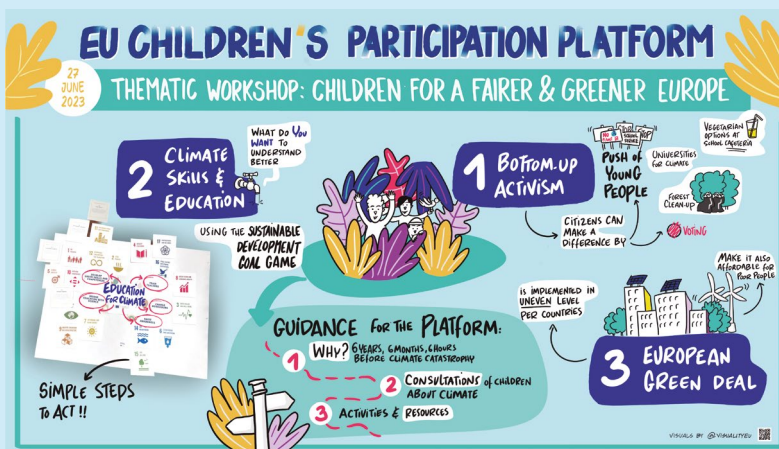 EU CHILDREN'S PARTICIPATION PLATFORM
27
JUNE
2023
THEMATIC WORKSHOP: CHILDREN FOR A FAIRER & GREENER EUROPE
2
CLIMATE
SKILLS &
EDUCATION
WHAT DO YOU
WANT TO
UNDERSTAND
BETTER
USING THE SUSTAINABLE
DEVELOPMENT
GOAL GAME
EDUCATION
FOR CLIMATE
SIMPLE STEPS
TO ACT !!
1
BOTTOM.UP
ACTIVISM
PUSH OF
YOUNG
PEOPLE
UNIVERSITIES
FOR CLIMATE
VEGETARIAN
OPTIONS AT
SCHOOL CAFETERIA
FOREST
CLEAN-UP
CITIZENS CAN
MAKE A
DIFFERENCE BY
VOTING
GUIDANCE FOR THE PLATFORM:
1 WHY? 6 YEARS, 6 MONTHS, 6 HOURS
BEFORE CLIMATE CATASTROPHY
2 CONSULTATIONS OF CHILDREN
ABOUT CLIMATE
3 ACTIVITIES & RESOURCES
IS IMPLEMENTED IN
UNEVEN LEVEL
PER COUNTRIES
MAKE IT ALSO
AFFORDABLE FOR
POOR PEOPLE
3
EUROPEAN
GREEN DEAL
VISUALS BY @VISUALITYEU